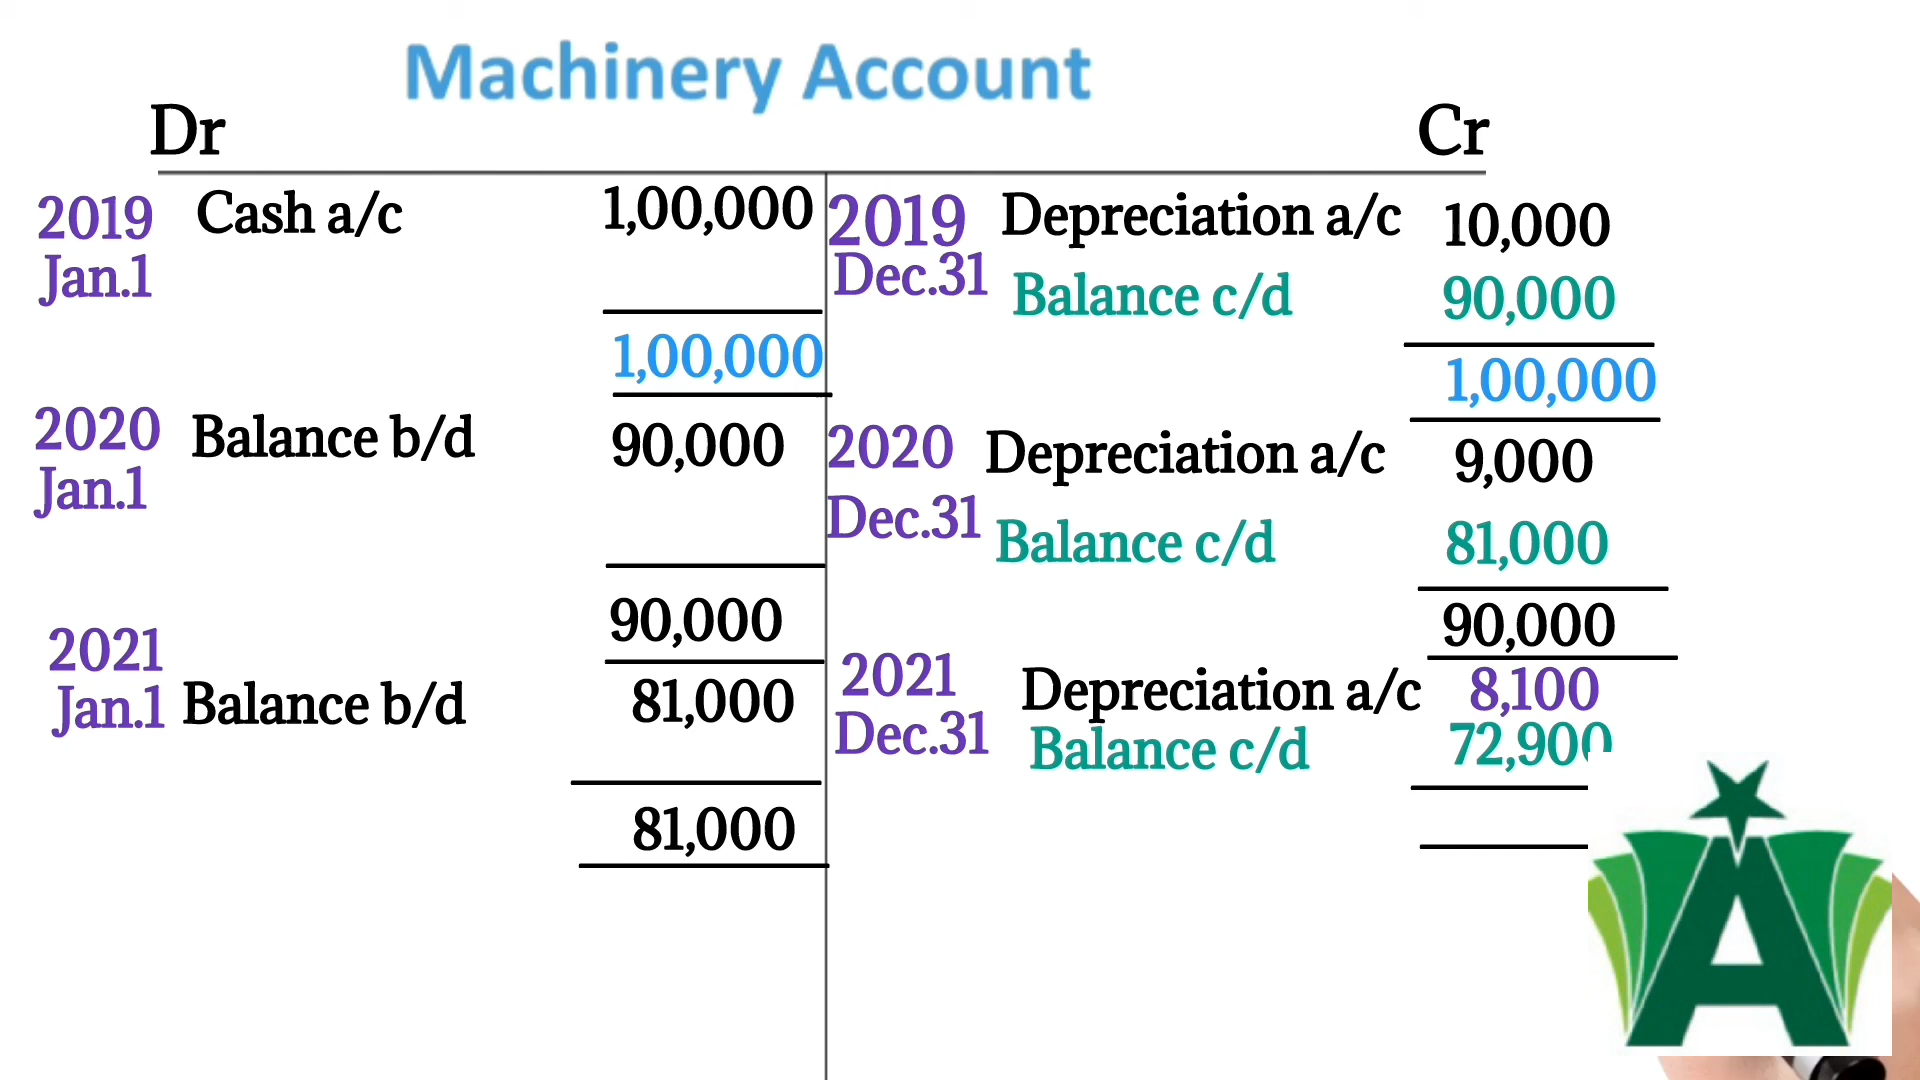 Machinery Account
Dr Cr
2019 Cash a/c 1,00,000 2019 Depreciation a/c 10,000
Jan.1 Dec.31 Balance c/d 90,000
1,00,000 1,00,000
2020 Balance b/d 90,000 2020 Depreciation a/c 9,000
Jan.1 Dec.31 Balance c/d 81,000
90,000 90,000
2021 2021 Depreciation a/c 8,100
Jan.1 Balance b/d 81,000 Dec.31 Balance c/d 72,900
81,000
A